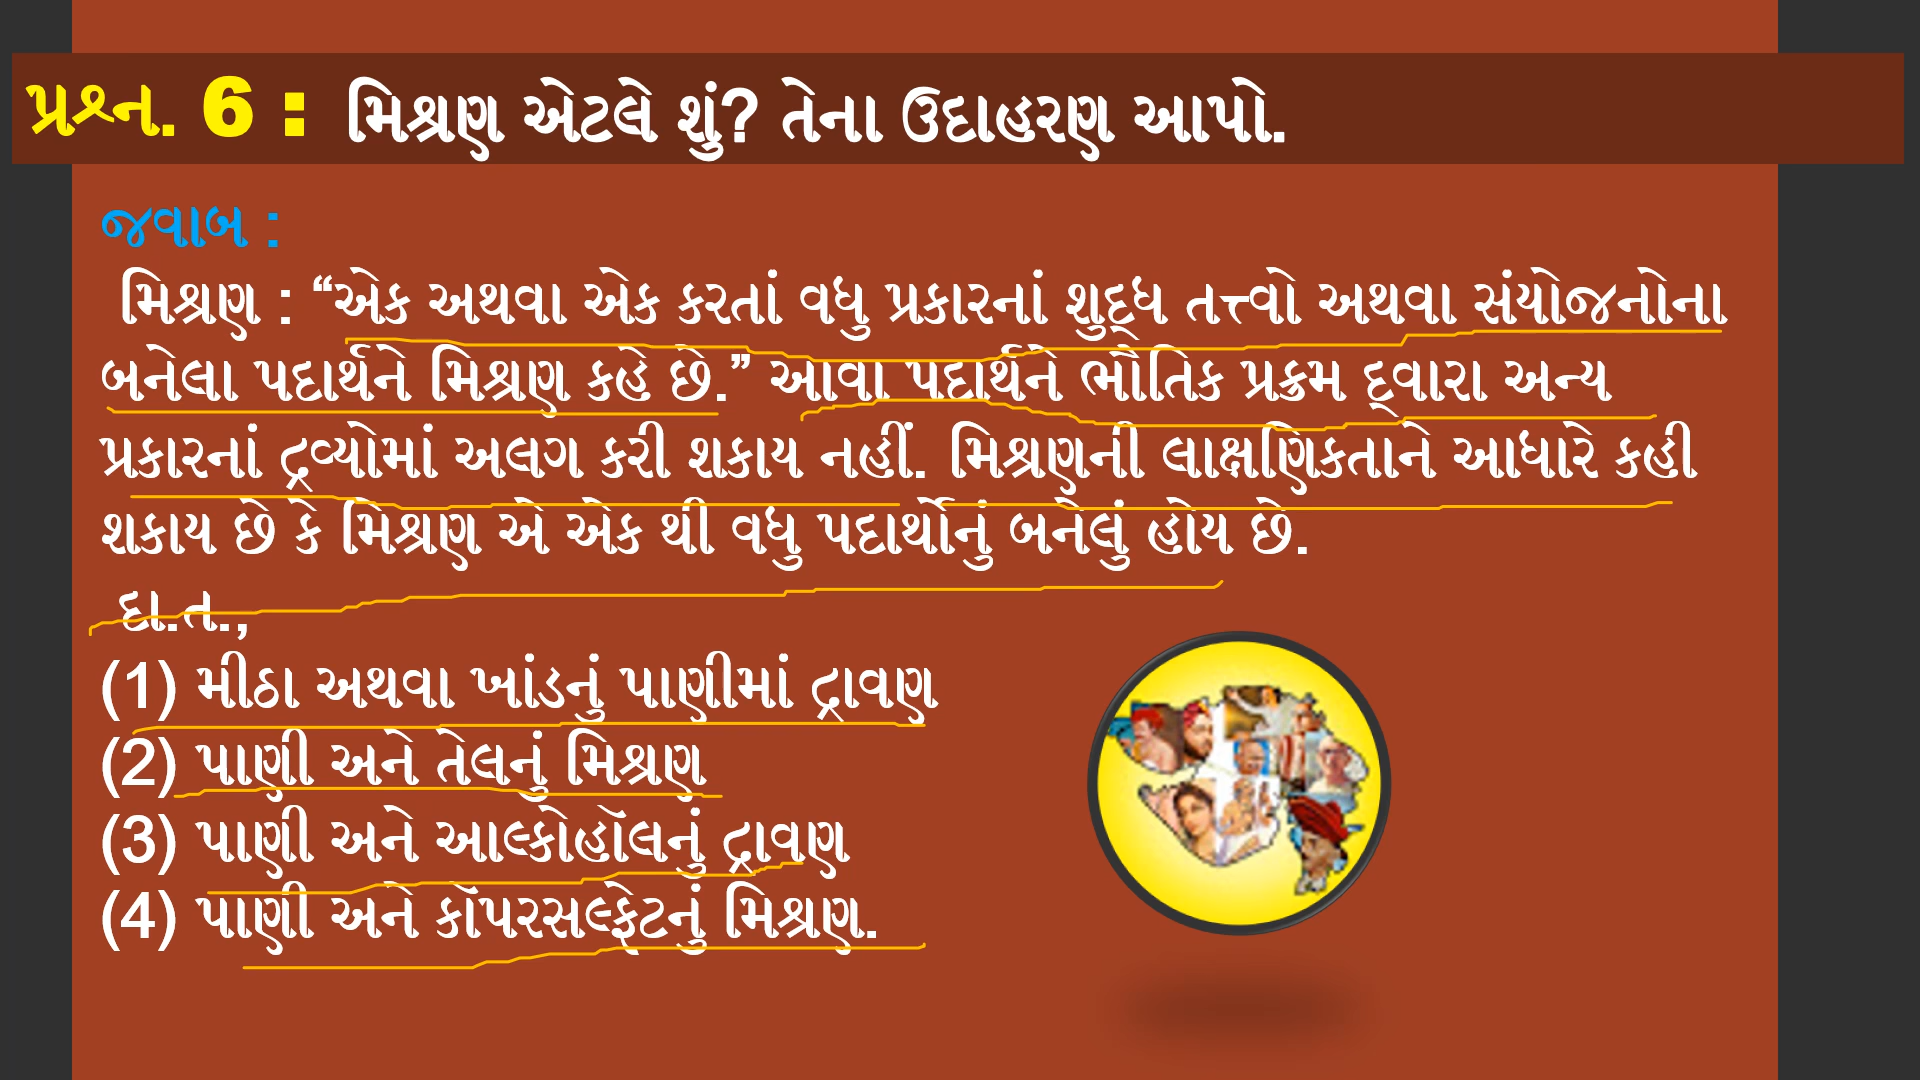 પ્રશ્ન. 6 : મિશ્રણ એટલે શું? તેના ઉદાહરણ આપો.
જવાબ :
મિશ્રણ : “એક અથવા એક કરતાં વધુ પ્રકારનાં શુદ્ધ તત્ત્વો અથવા સંયોજનોના
બનેલા પદાર્થને મિશ્રણ કહે છે.” આવા પદાર્થને ભૌતિક પ્રક્રમ દ્વારા અન્ય
પ્રકારનાં દ્રવ્યોમાં અલગ કરી શકાય નહીં. મિશ્રણની લાક્ષણિકતાને આધારે કહી
શકાય છે કે મિશ્રણ એ એક થી વધુ પદાર્થોનું બનેલું હોય છે.
દા.ત.,
(1) મીઠા અથવા ખાંડનું પાણીમાં દ્રાવણ
(2) પાણી અને તેલનું મિશ્રણ
(3) પાણી અને આલ્કોહૉલનું દ્રાવણ
(4) પાણી અને કૉપરસલ્ફેટનું મિશ્રણ.